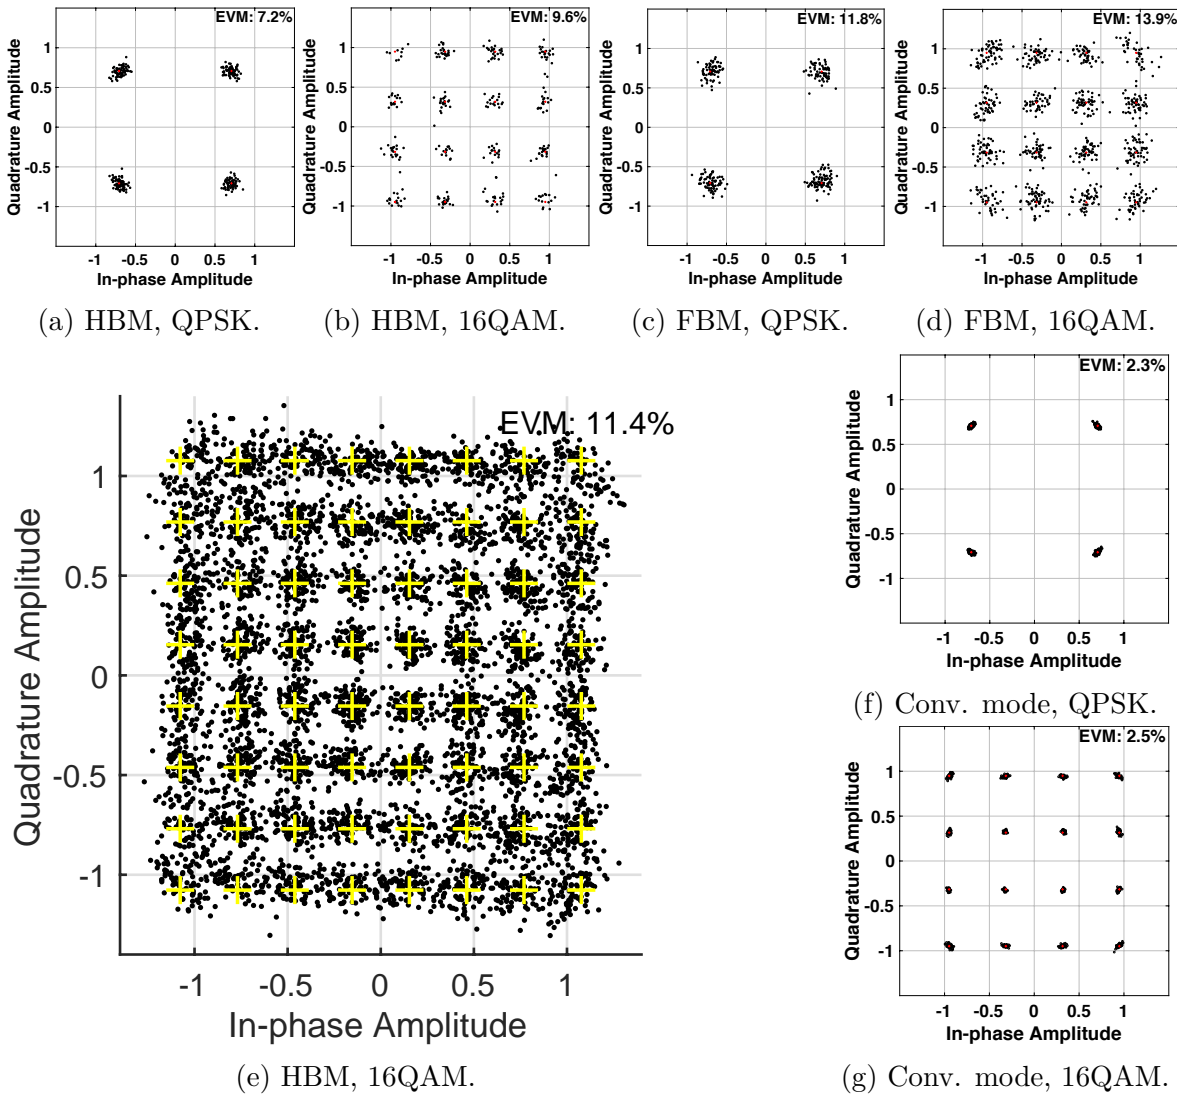 EVM: 7.2%
Quadrature Amplitude
1
0.5
0
-0.5
-1
-1 -0.5 0 0.5 1
In-phase Amplitude
(a) HBM, QPSK.
EVM: 9.6%
Quadrature Amplitude
1
0.5
0
-0.5
-1
-1 -0.5 0 0.5 1
In-phase Amplitude
(b) HBM, 16QAM.
EVM: 11.8%
Quadrature Amplitude
1
0.5
0
-0.5
-1
-1 -0.5 0 0.5 1
In-phase Amplitude
(c) FBM, QPSK.
EVM: 13.9%
Quadrature Amplitude
1
0.5
0
-0.5
-1
-1 -0.5 0 0.5 1
In-phase Amplitude
(d) FBM, 16QAM.
EVM: 11.4%
Quadrature Amplitude
1
0.5
0
-0.5
-1
-1 -0.5 0 0.5 1
In-phase Amplitude
(e) HBM, 16QAM.
EVM: 2.3%
Quadrature Amplitude
1
0.5
0
-0.5
-1
-1 -0.5 0 0.5 1
In-phase Amplitude
(f) Conv. mode, QPSK.
EVM: 2.5%
Quadrature Amplitude
1
0.5
0
-0.5
-1
-1 -0.5 0 0.5 1
In-phase Amplitude
(g) Conv. mode, 16QAM.